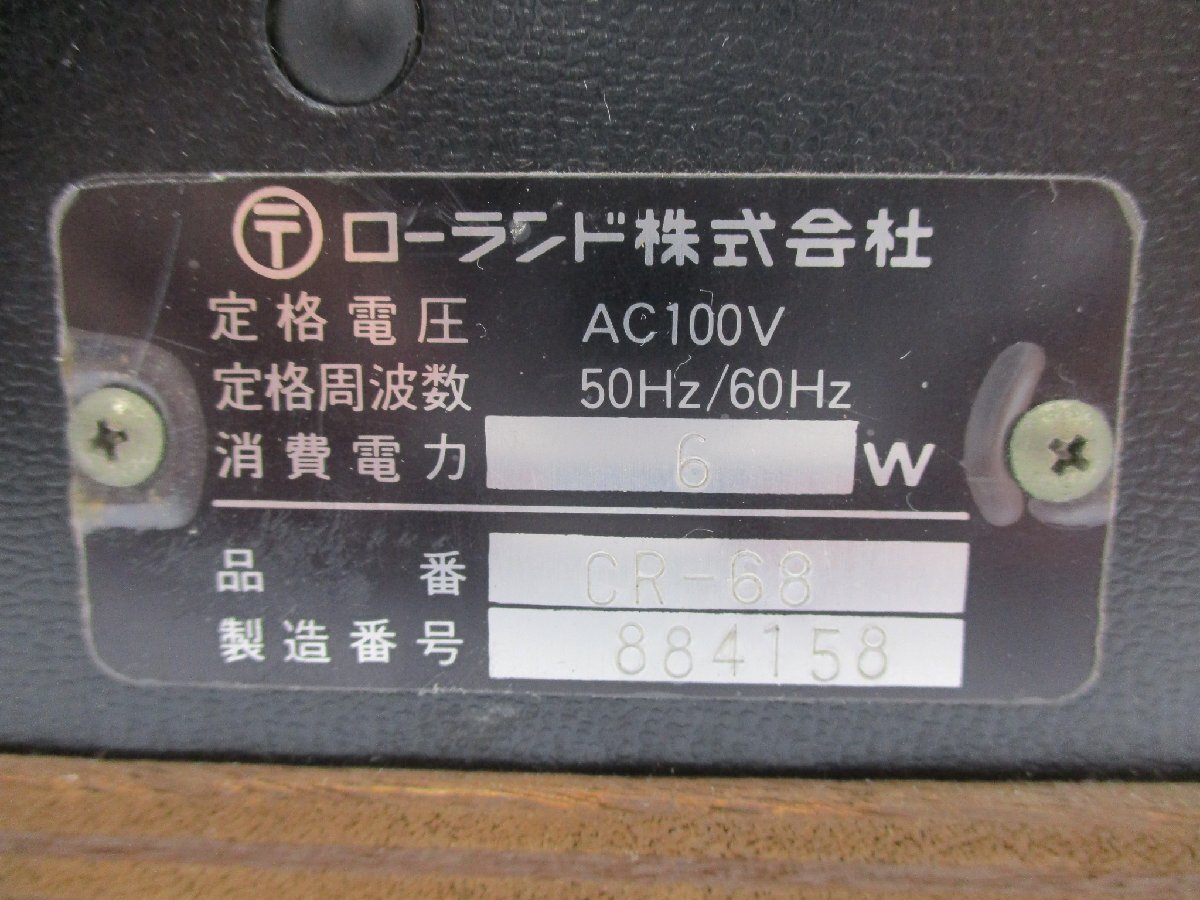 〒 ローランド株式会社
定格電圧 AC100V
定格周波数 50Hz/60Hz
消費電力 6 W
品番 CR-68
製造番号 884158